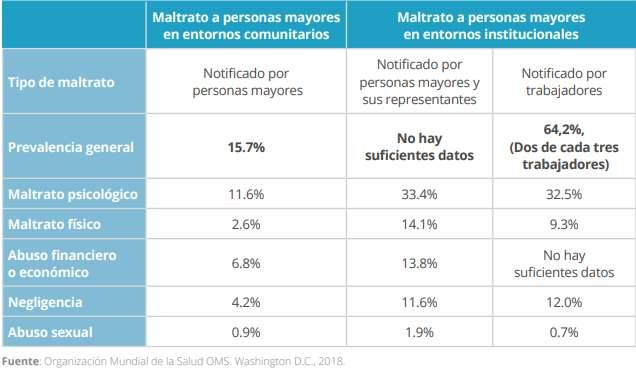 Maltrato a personas mayores
en entornos comunitarios
Maltrato a personas mayores
en entornos institucionales
Tipo de maltrato
Notificado por
personas mayores
Notificado por
personas mayores y
sus representantes
Notificado por
trabajadores
Prevalencia general
15.7%
No hay
suficientes datos
64,2%,
(Dos de cada tres
trabajadores)
Maltrato psicológico
11.6%
33.4%
32.5%
Maltrato físico
2.6%
14.1%
9.3%
Abuso financiero
o económico
6.8%
13.8%
No hay
suficientes datos
Negligencia
4.2%
11.6%
12.0%
Abuso sexual
0.9%
1.9%
0.7%
Fuente: Organización Mundial de la Salud OMS. Washington D.C., 2018.